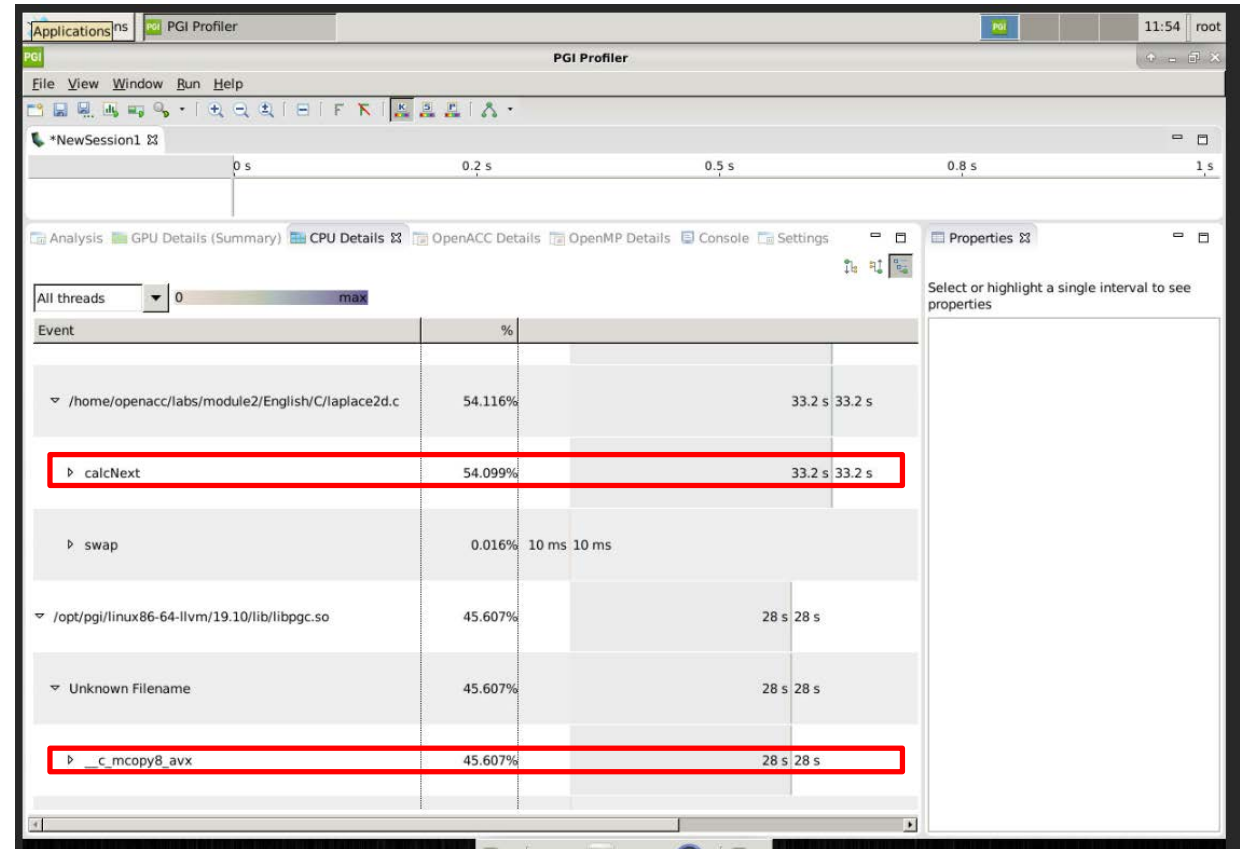 Applications ns PGI PGI Profiler PGI 11:54 root
PGI PGI Profiler
File View Window Run Help
F K S P
*NewSession1
0 s 0.2 s 0.5 s 0.8 s 1 s
Analysis GPU Details (Summary) CPU Details OpenACC Details OpenMP Details Console Settings Properties
All threads 0 max
Select or highlight a single interval to see
properties
Event %
/home/openacc/labs/module2/English/C/laplace2d.c 54.116% 33.2 s 33.2 s
calcNext 54.099% 33.2 s 33.2 s
swap 0.016% 10 ms 10 ms
/opt/pgi/linux86-64-llvm/19.10/lib/libpgc.so 45.607% 28 s 28 s
Unknown Filename 45.607% 28 s 28 s
__c_mcopy8_avx 45.607% 28 s 28 s